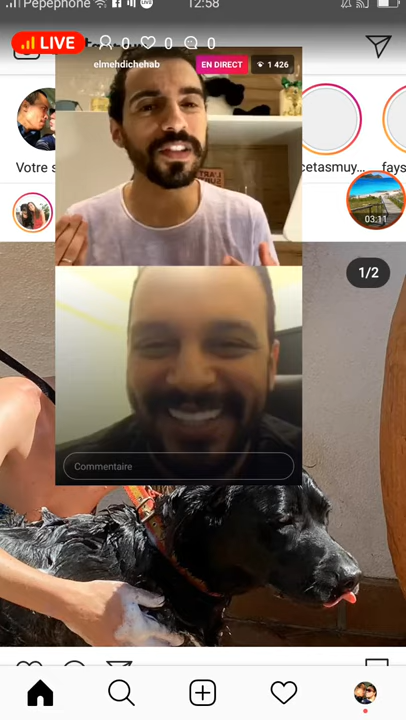 Pepephone
12:58
LIVE
0
0
0
elmehdichehab
EN DIRECT
1 426
Votre s
cetasmuy...
fays
03:11
1/2
Commentaire